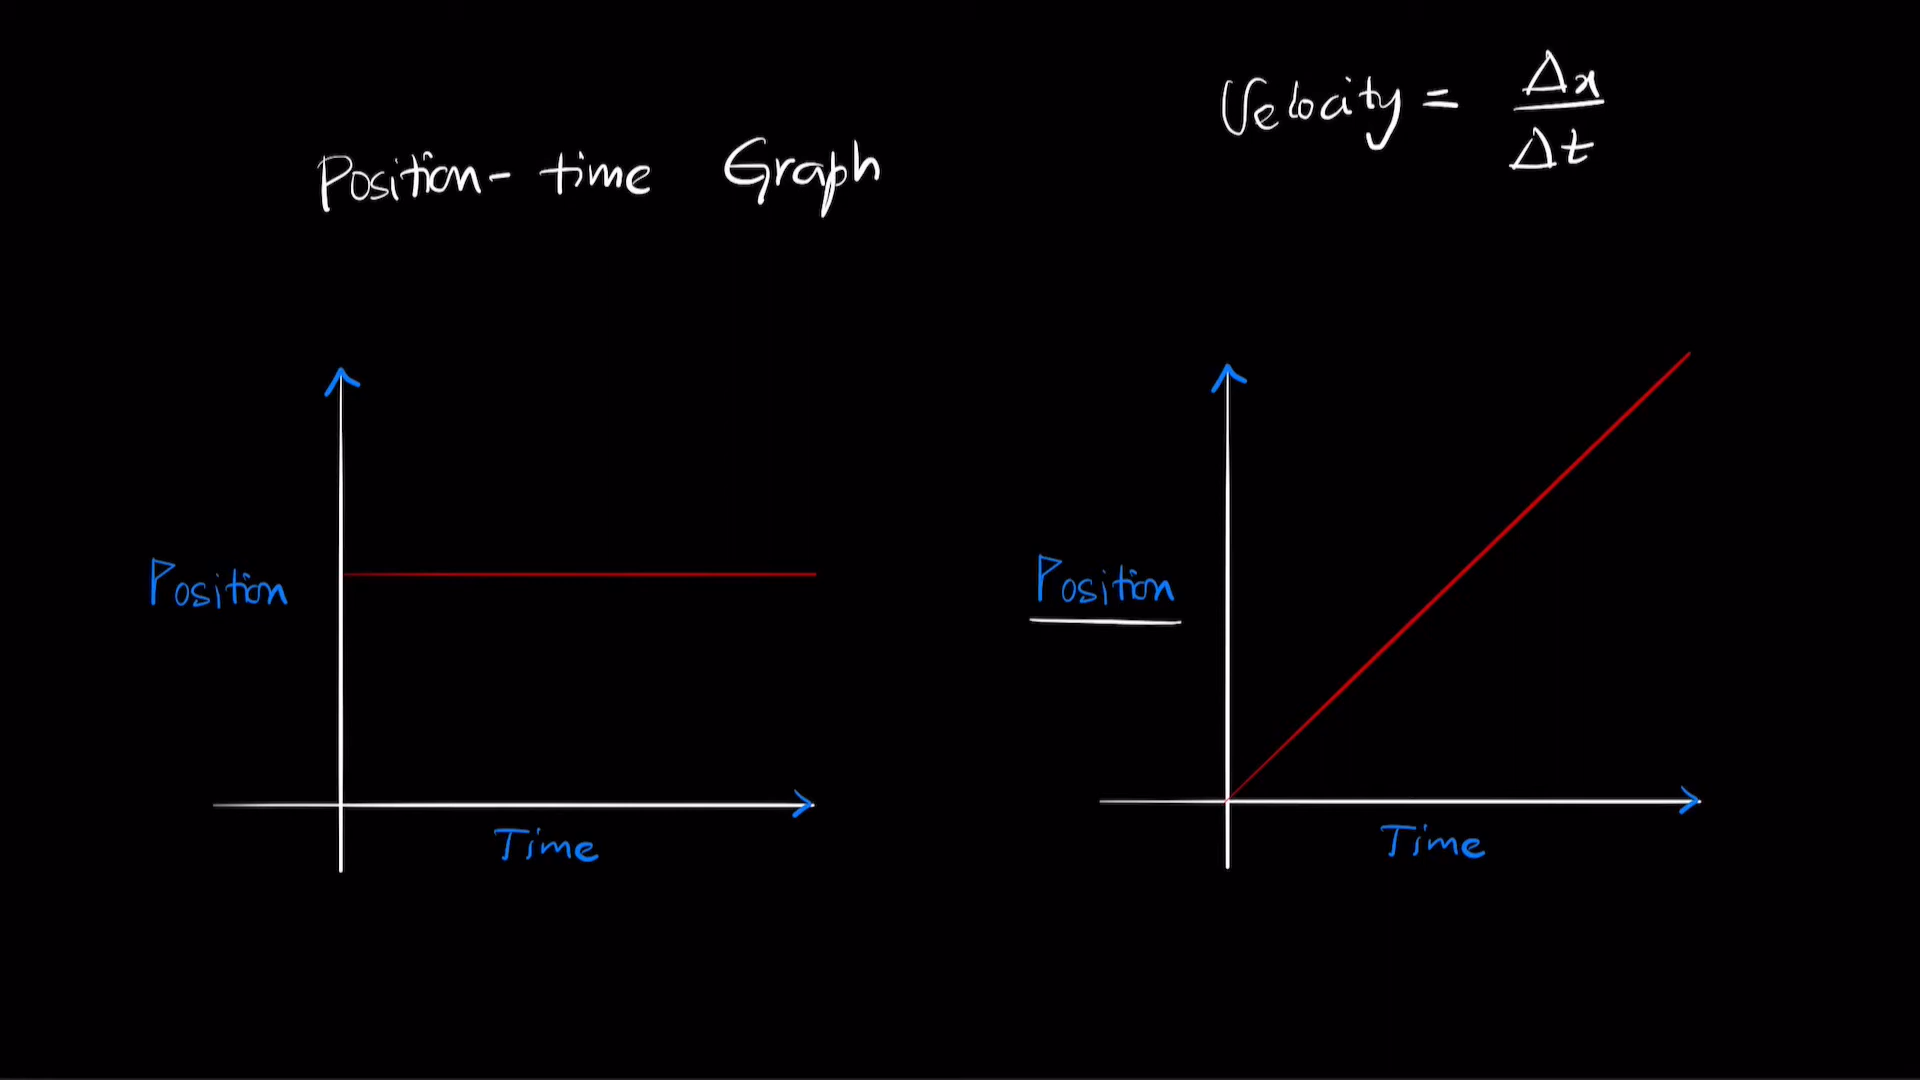 Velocity = Δx
Δt
Position - time Graph
Position
Position
Time
Time